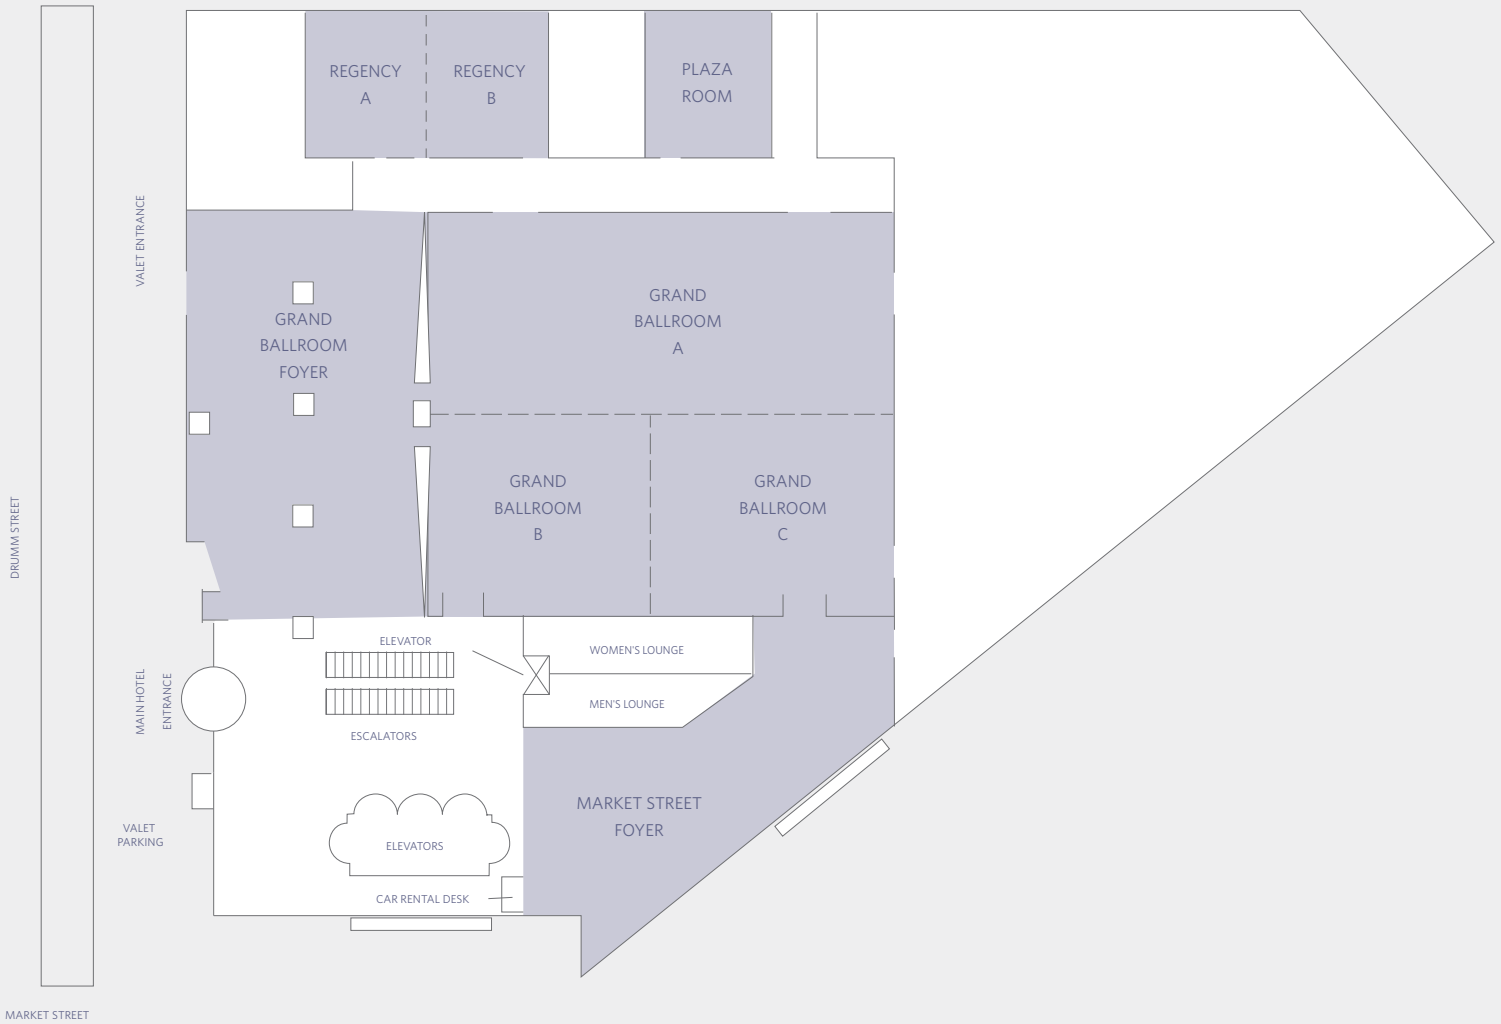 REGENCY
A
REGENCY
B
PLAZA
ROOM
VALET ENTRANCE
GRAND
BALLROOM
FOYER
GRAND
BALLROOM
A
GRAND
BALLROOM
B
GRAND
BALLROOM
C
DRUMM STREET
ELEVATOR
WOMEN'S LOUNGE
MEN'S LOUNGE
MAIN HOTEL
ENTRANCE
ESCALATORS
MARKET STREET
FOYER
VALET
PARKING
ELEVATORS
CAR RENTAL DESK
MARKET STREET